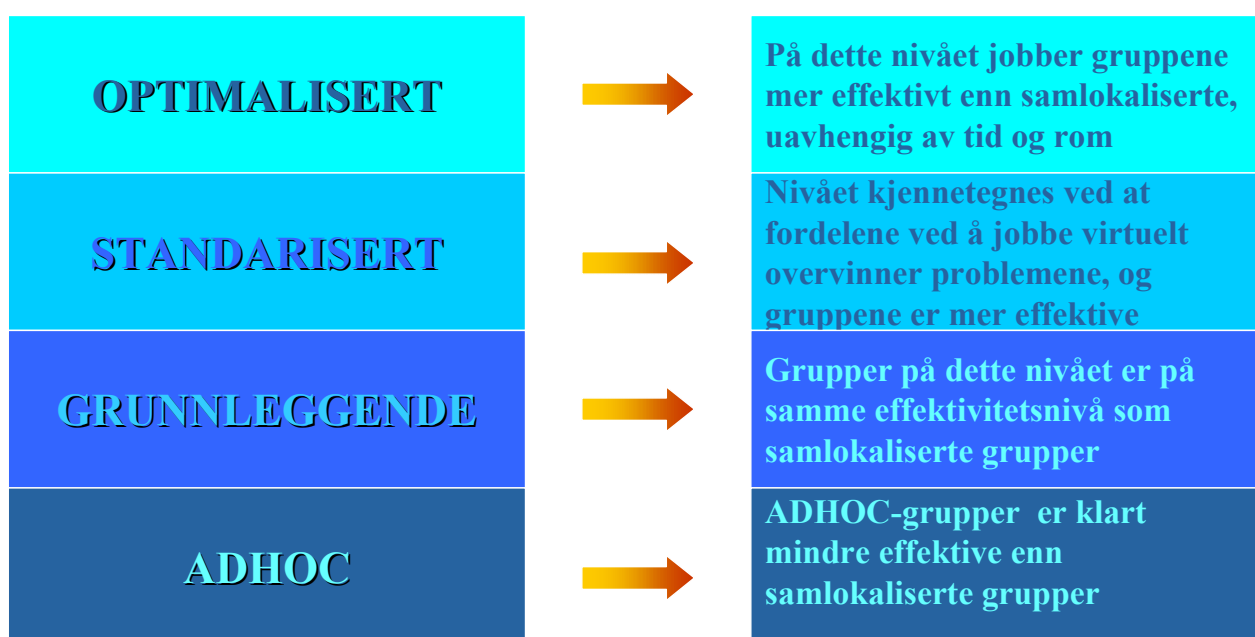 OPTIMALISERT
På dette nivået jobber gruppene
mer effektivt enn samlokaliserte,
uavhengig av tid og rom
STANDARISERT
Nivået kjennetegnes ved at
fordelene ved å jobbe virtuelt
overvinner problemene, og
gruppene er mer effektive
GRUNNLEGGENDE
Grupper på dette nivået er på
samme effektivitetsnivå som
samlokaliserte grupper
ADHOC
ADHOC-grupper er klart
mindre effektive enn
samlokaliserte grupper